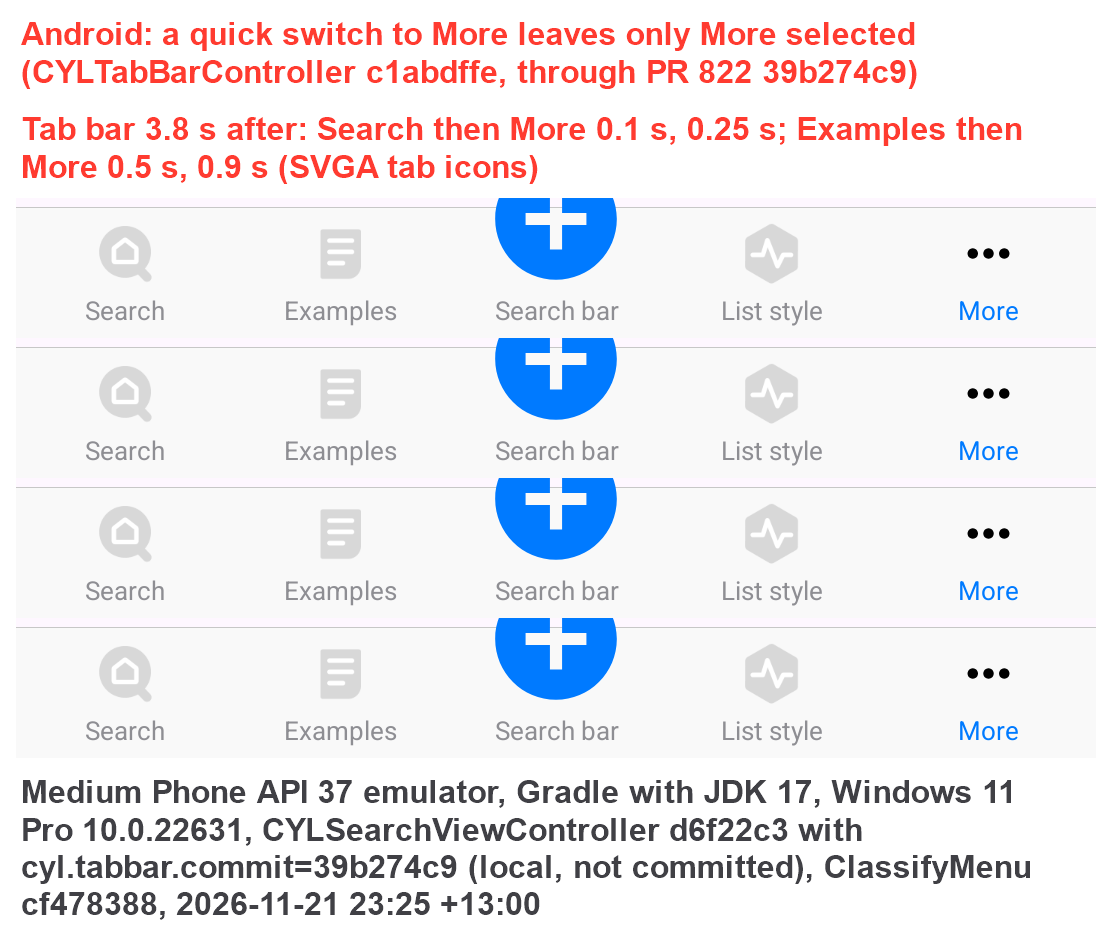 Android: a quick switch to More leaves only More selected
(CYLTabBarController c1abdffe, through PR 822 39b274c9)
Tab bar 3.8 s after: Search then More 0.1 s, 0.25 s; Examples then
More 0.5 s, 0.9 s (SVGA tab icons)
Search Examples Search bar List style More
Search Examples Search bar List style More
Search Examples Search bar List style More
Search Examples Search bar List style More
Medium Phone API 37 emulator, Gradle with JDK 17, Windows 11
Pro 10.0.22631, CYLSearchViewController d6f22c3 with
cyl.tabbar.commit=39b274c9 (local, not committed), ClassifyMenu
cf478388, 2026-11-21 23:25 +13:00